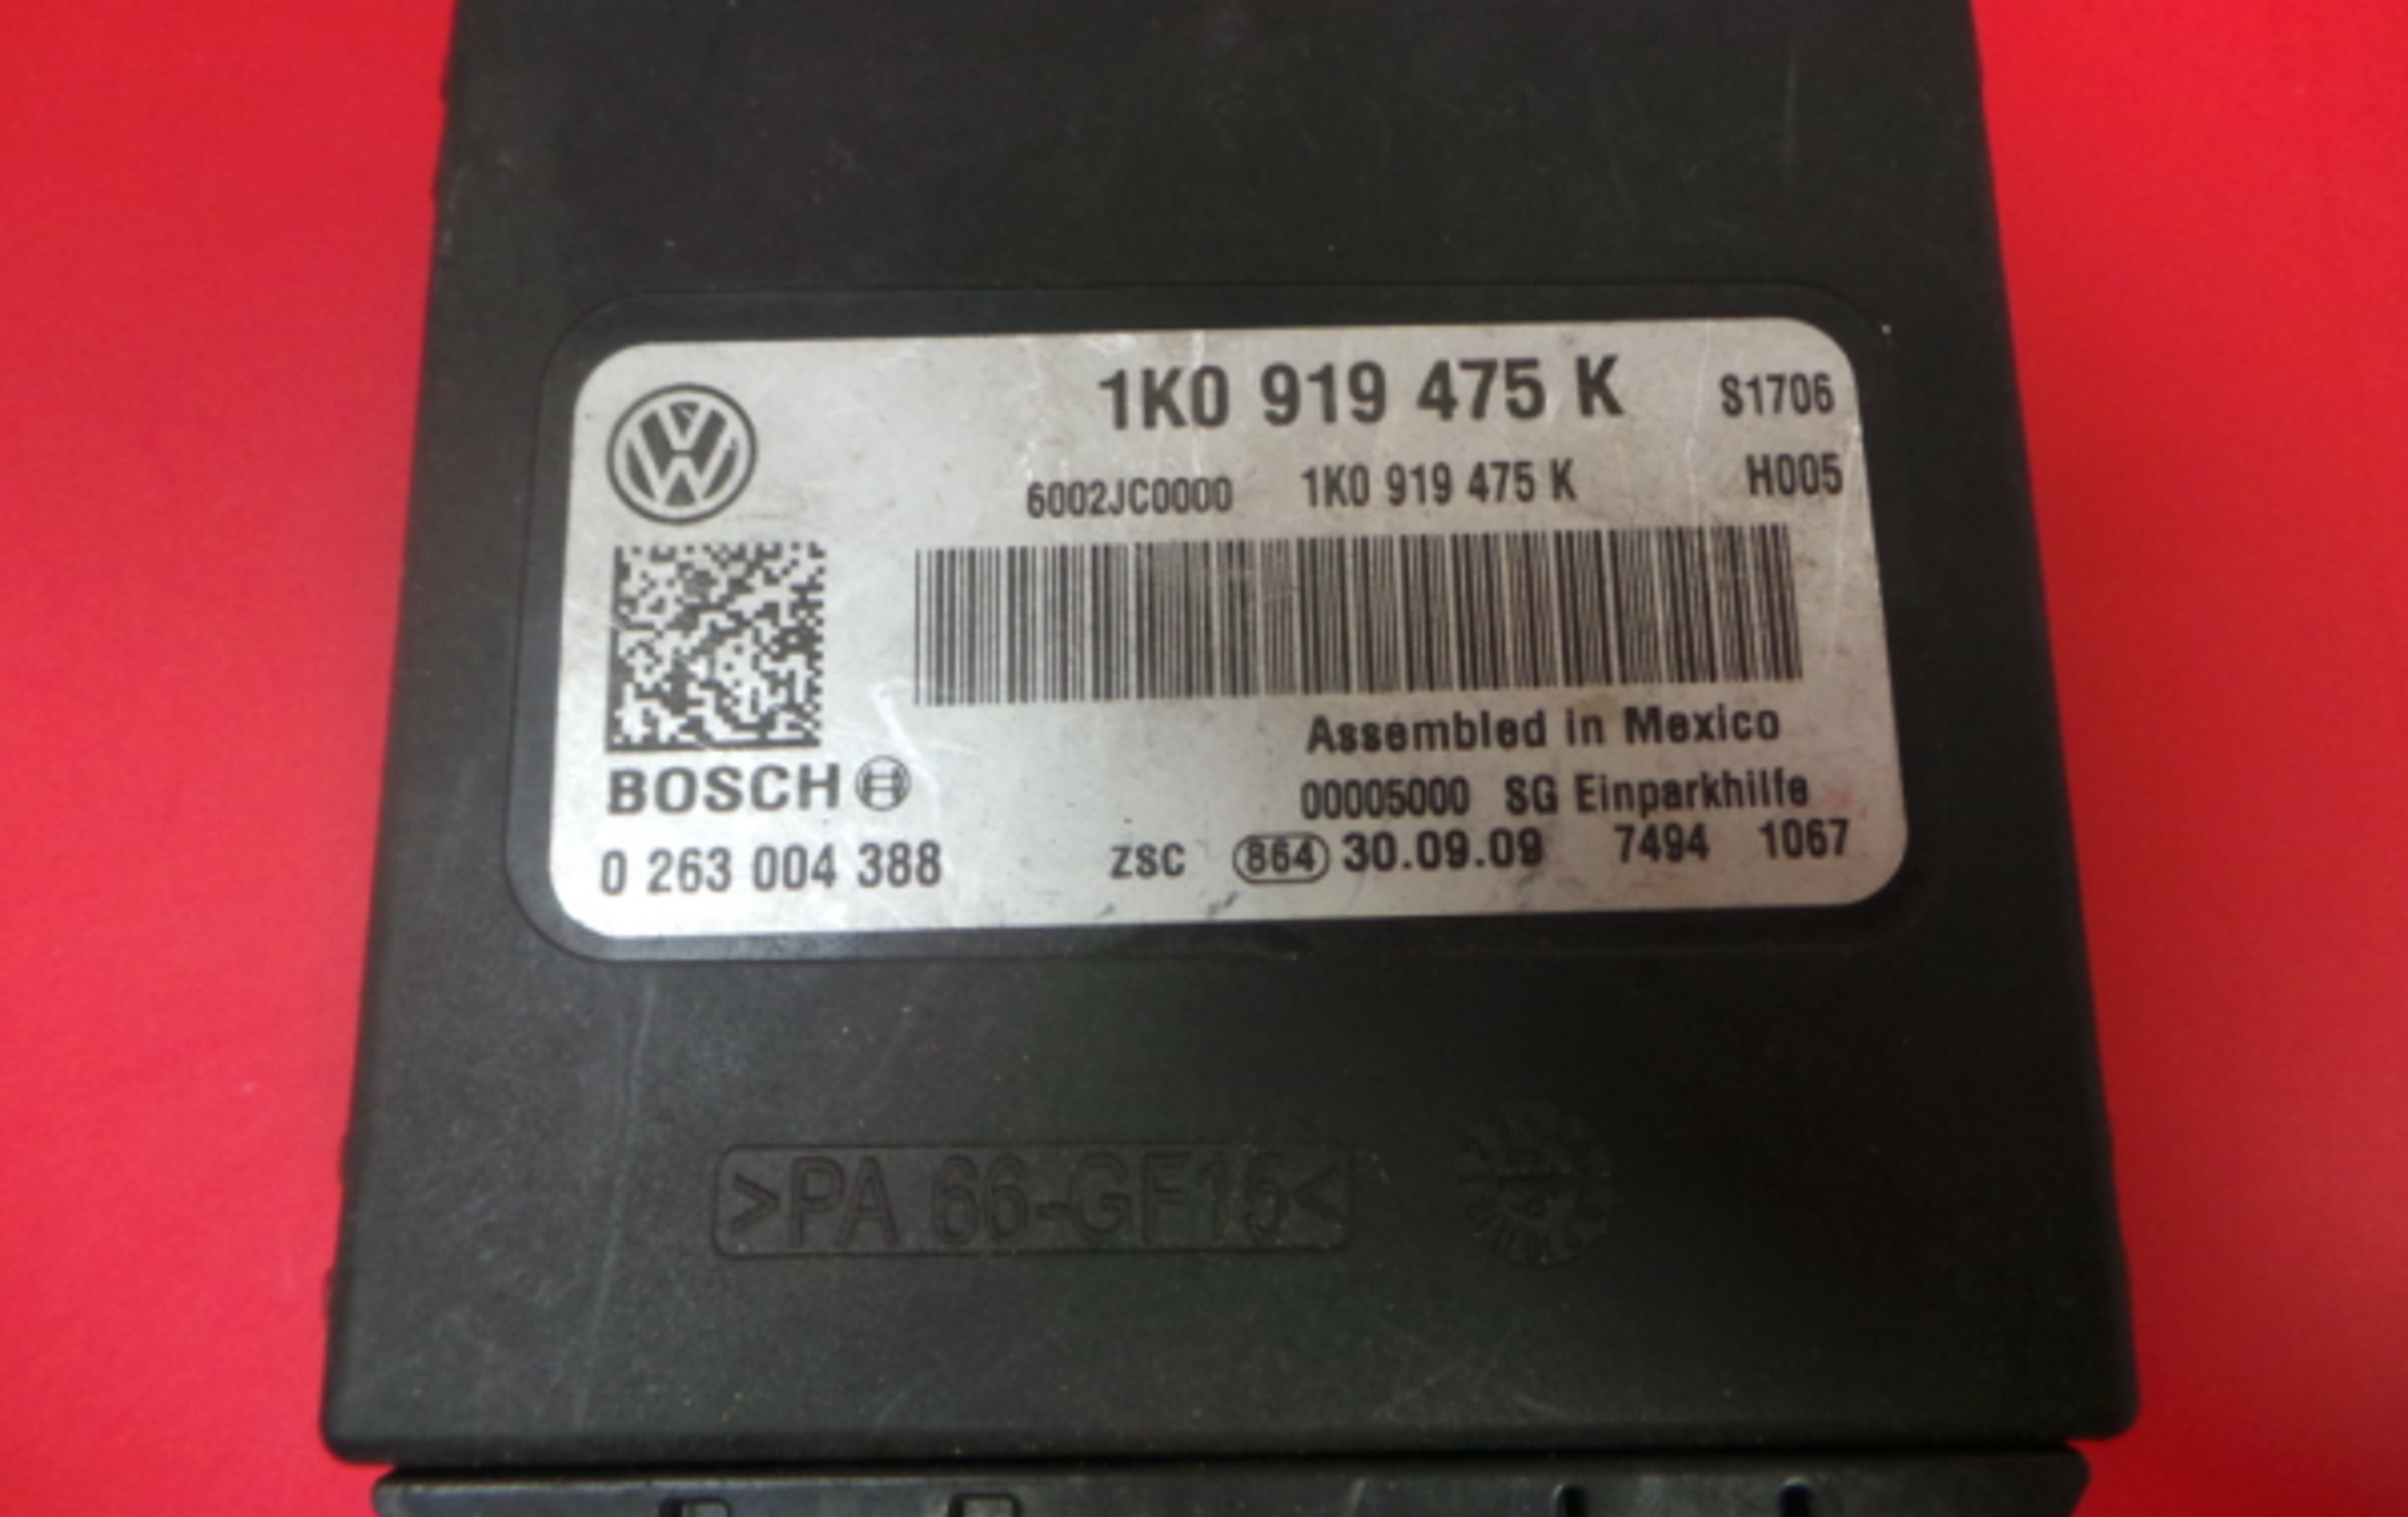 1K0 919 475 K S1706
6002JC0000 1K0 919 475 K H005
Assembled in Mexico
BOSCH
00005000 SG Einparkhilfe
0 263 004 388 ZSC 864 30.09.09 7494 1067
>PA 66-GF15<